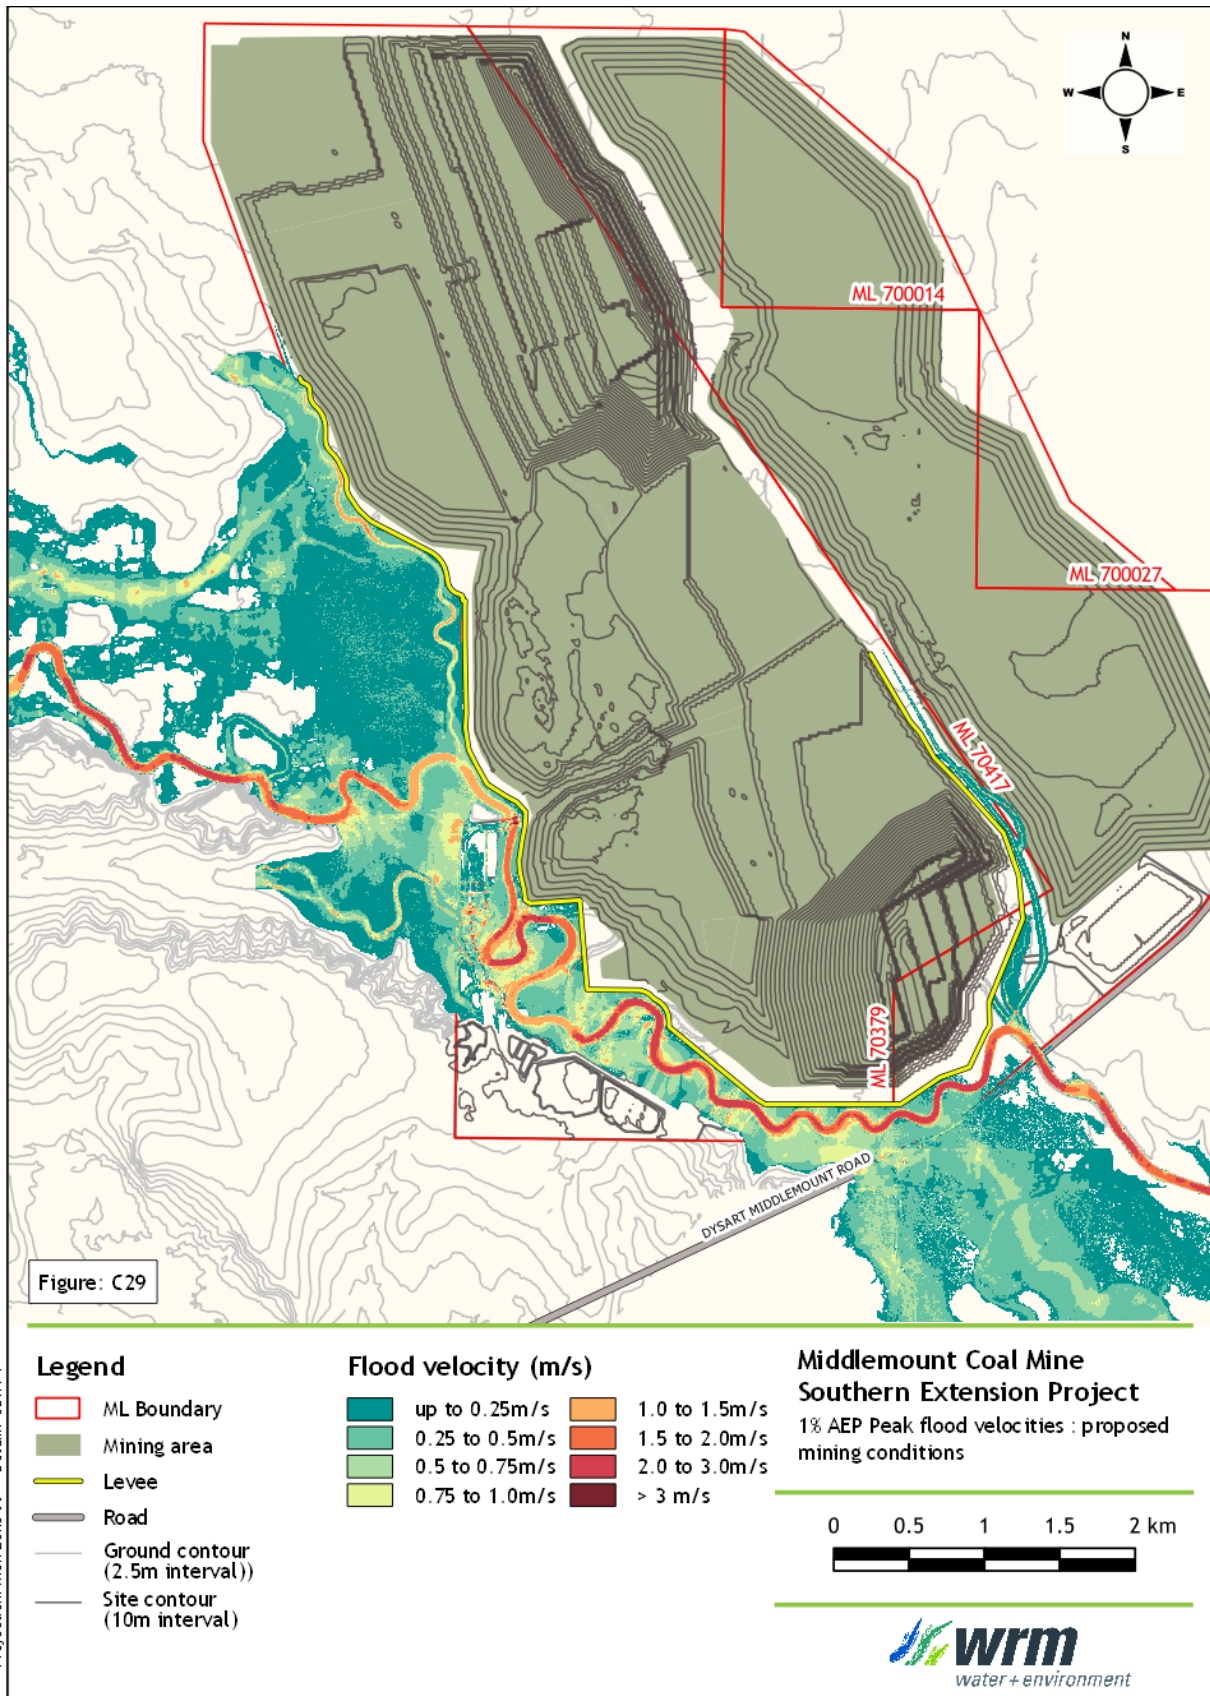 N
W
E
S
ML 700014
ML 700027
ML 70417
ML 70379
DYSART MIDDLEMOUNT ROAD
Figure: C29
Legend
ML Boundary
Mining area
Levee
Road
Ground contour
(2.5m interval))
Site contour
(10m interval)
Flood velocity (m/s)
up to 0.25m/s
0.25 to 0.5m/s
0.5 to 0.75m/s
0.75 to 1.0m/s
1.0 to 1.5m/s
1.5 to 2.0m/s
2.0 to 3.0m/s
> 3 m/s
Middlemount Coal Mine
Southern Extension Project
1% AEP Peak flood velocities : proposed
mining conditions
0 0.5 1 1.5 2 km
wrm
water + environment